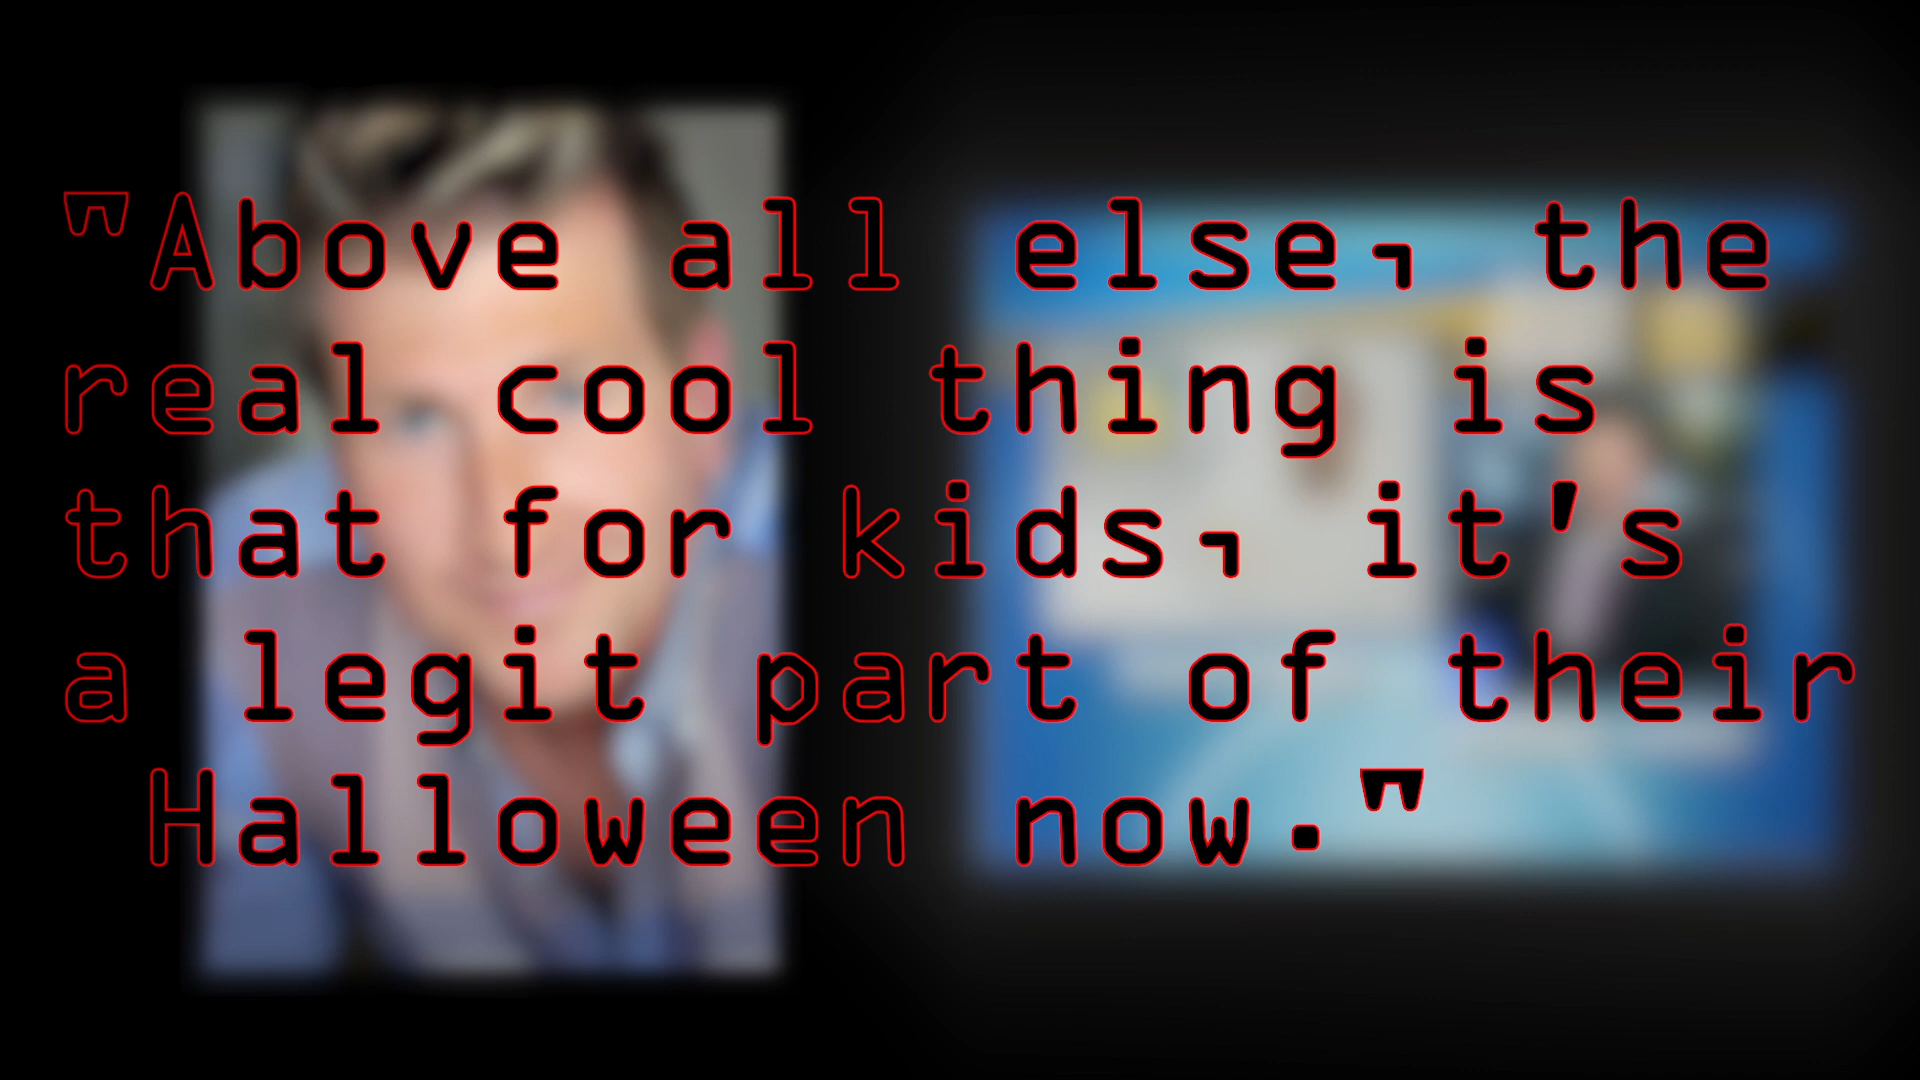 "Above all else, the
real cool thing is
that for kids, it's
a legit part of their
Halloween now."